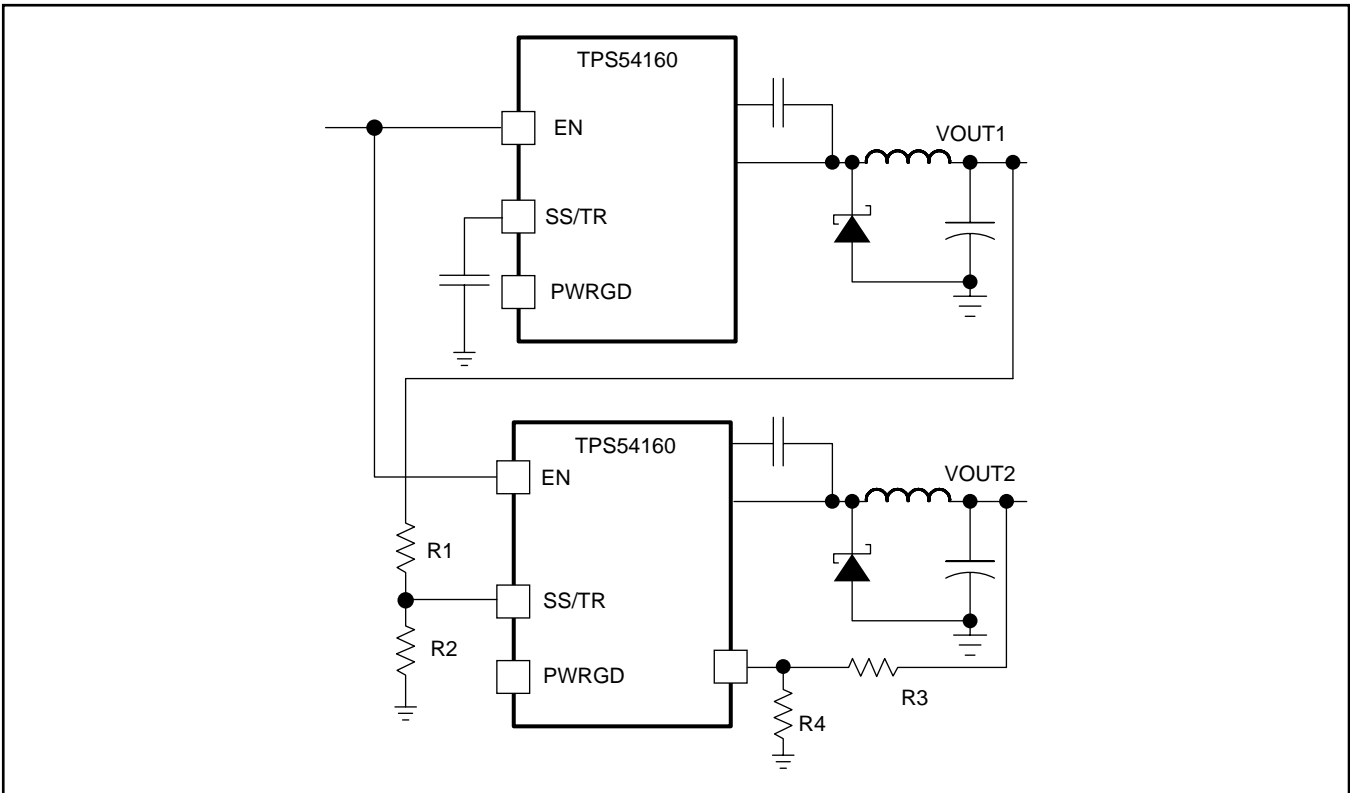 TPS54160
EN
VOUT1
SS/TR
PWRGD
TPS54160
EN
VOUT2
R1
SS/TR
R2
PWRGD
R3
R4